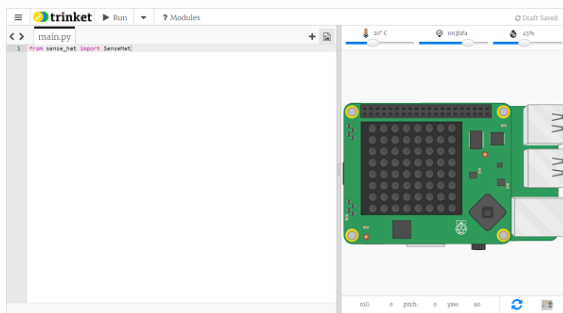 trinket Run ? Modules Draft Saved
main.py
20° C 1013hPa 45%
1 from sense_hat import SenseHat
roll: 0 pitch: 0 yaw: 90